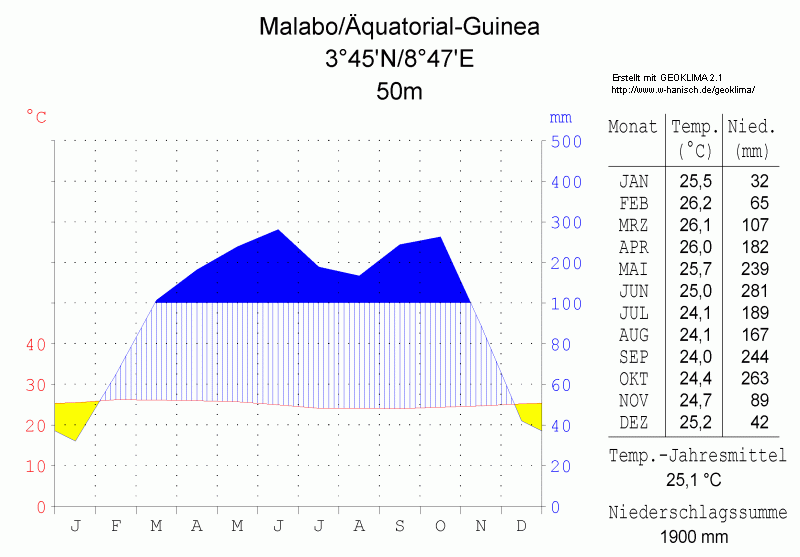 Malabo/Äquatorial-Guinea
3°45'N/8°47'E
50m
Erstellt mit GEOKLIMA 2.1
http://www.w-hanisch.de/geoklima/
°C mm
500
400
300
200
100
40 80
30 60
20 40
10 20
0 0
J F M A M J J A S O N D
Monat Temp. Nied.
(°C) (mm)
JAN 25,5 32
FEB 26,2 65
MRZ 26,1 107
APR 26,0 182
MAI 25,7 239
JUN 25,0 281
JUL 24,1 189
AUG 24,1 167
SEP 24,0 244
OKT 24,4 263
NOV 24,7 89
DEZ 25,2 42
Temp.-Jahresmittel
25,1 °C
Niederschlagssumme
1900 mm